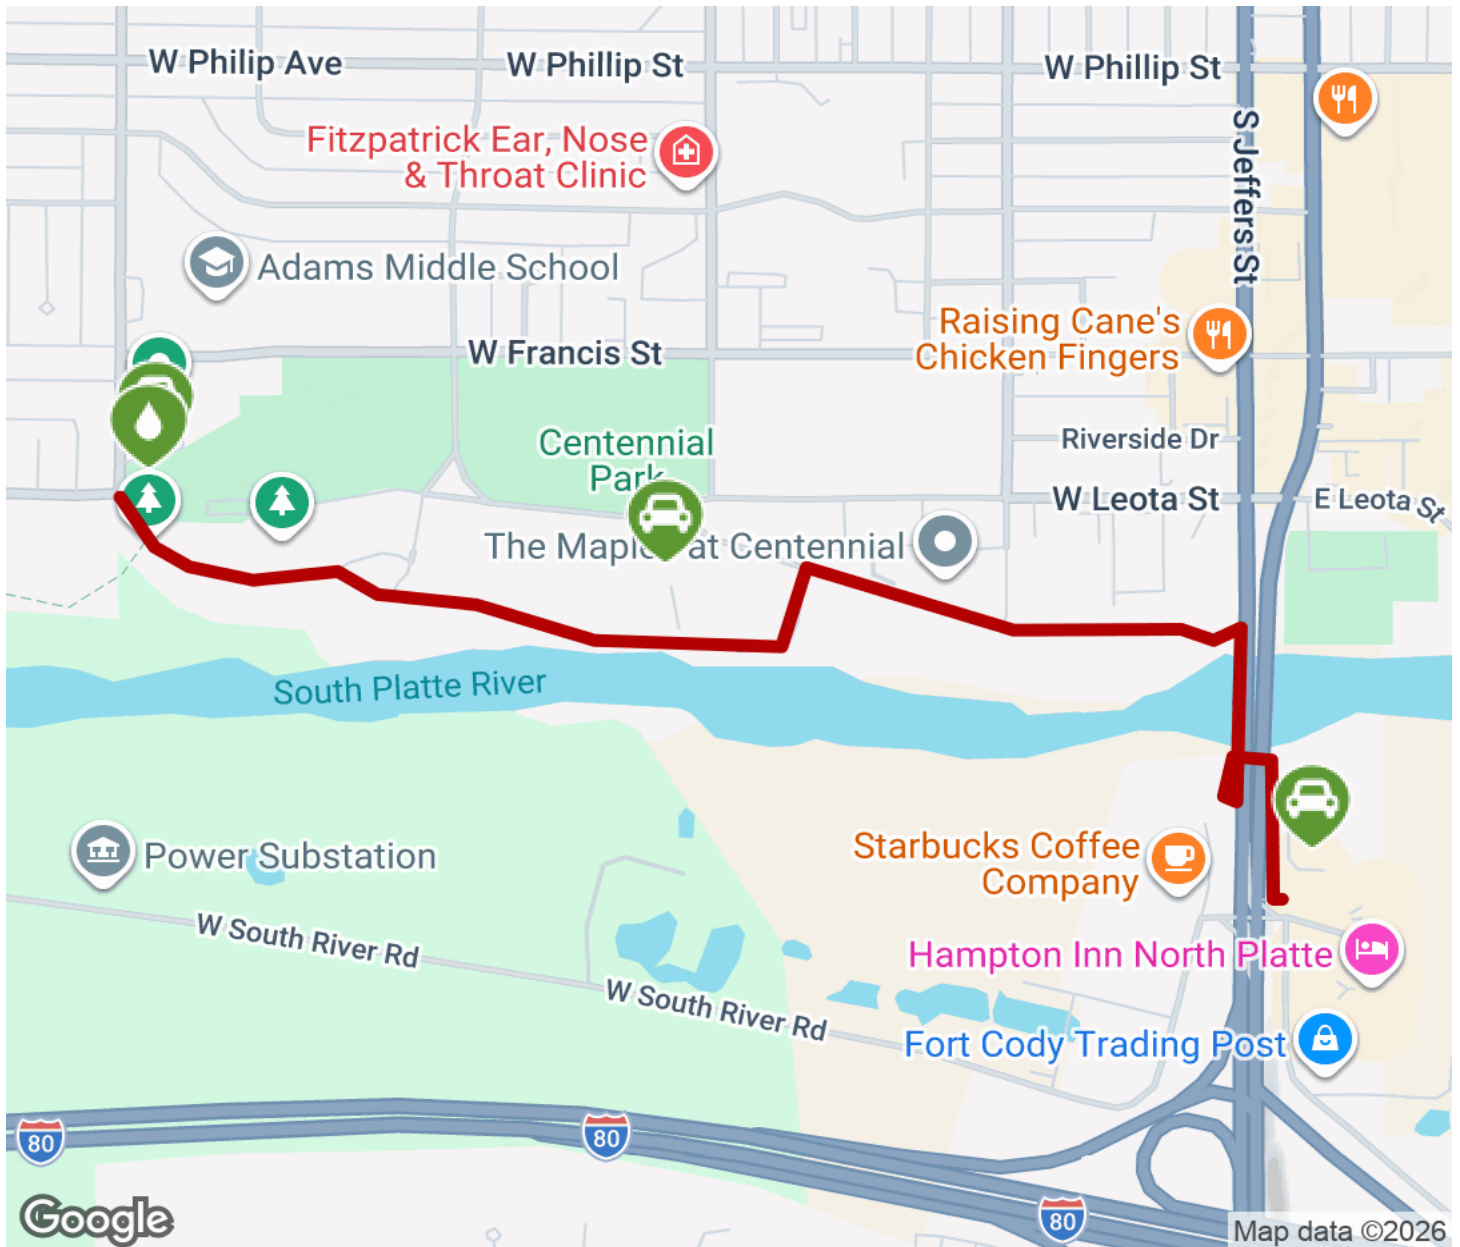 W Philip Ave
W Phillip St
W Phillip St
S Jeffers St
Fitzpatrick Ear, Nose
& Throat Clinic
Adams Middle School
Raising Cane's
Chicken Fingers
W Francis St
Centennial
Park
Riverside Dr
W Leota St
E Leota St
The Maples at Centennial
South Platte River
Starbucks Coffee
Company
Power Substation
W South River Rd
Hampton Inn North Platte
W South River Rd
Fort Cody Trading Post
80
80
80
Google
Map data ©2026